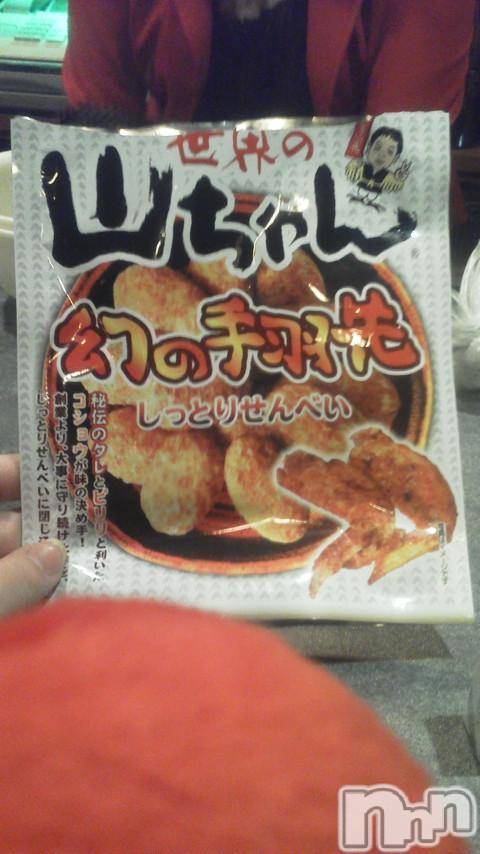 世界の
山ちゃん
幻の手羽先
しっとりせんべい
秘伝のタレとピリリと利いた
コショウが味の決め手!
創業より、大事に守り続け
しっとりせんべいに閉じ
nnn